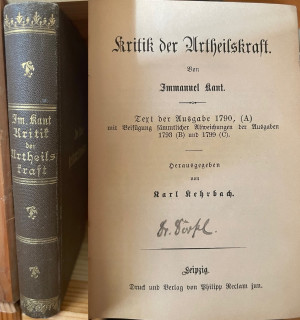 Im. Kant
Kritik
der
Urtheils
kraft
Kritik der Urtheilskraft.
Von
Immanuel Kant.
Text der Ausgabe 1790, (A)
mit Beifügung sämmtlicher Abweichungen der Ausgaben
1793 (B) und 1799 (C).
Herausgegeben
von
Karl Kehrbach.
Dr.
Leipzig.
Druck und Verlag von Philipp Reclam jun.